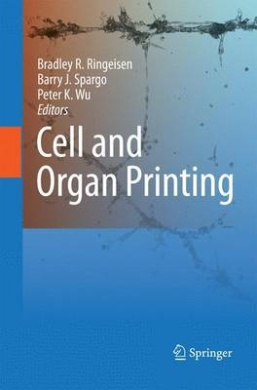 Bradley R. Ringeisen
Barry J. Spargo
Peter K. Wu
Editors
Cell and
Organ Printing
Springer